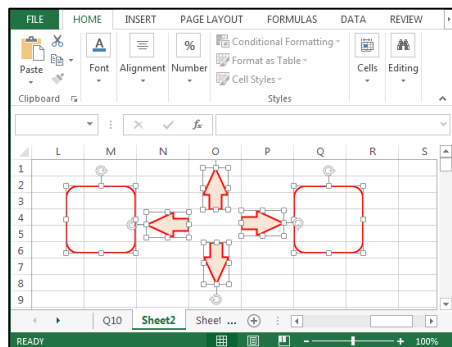 FILE HOME INSERT PAGE LAYOUT FORMULAS DATA REVIEW
Paste
Font
A
Alignment
%
Number
Conditional Formatting
Format as Table
Cell Styles
Cells
Editing
Clipboard
Styles
fx
L M N O P Q R S
1
2
3
4
5
6
7
8
9
Q10 Sheet2 Sheet ...
READY
100%